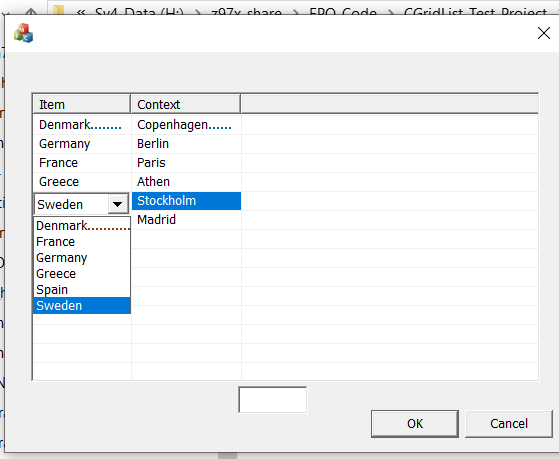 « Sv4_Data (H:) > z97x_share > EPO_Code > CGridList_Test_Project
Item Context
Denmark........ Copenhagen......
Germany Berlin
France Paris
Greece Athen
Sweden Stockholm
Madrid
Denmark...........
France
Germany
Greece
Spain
Sweden
OK Cancel